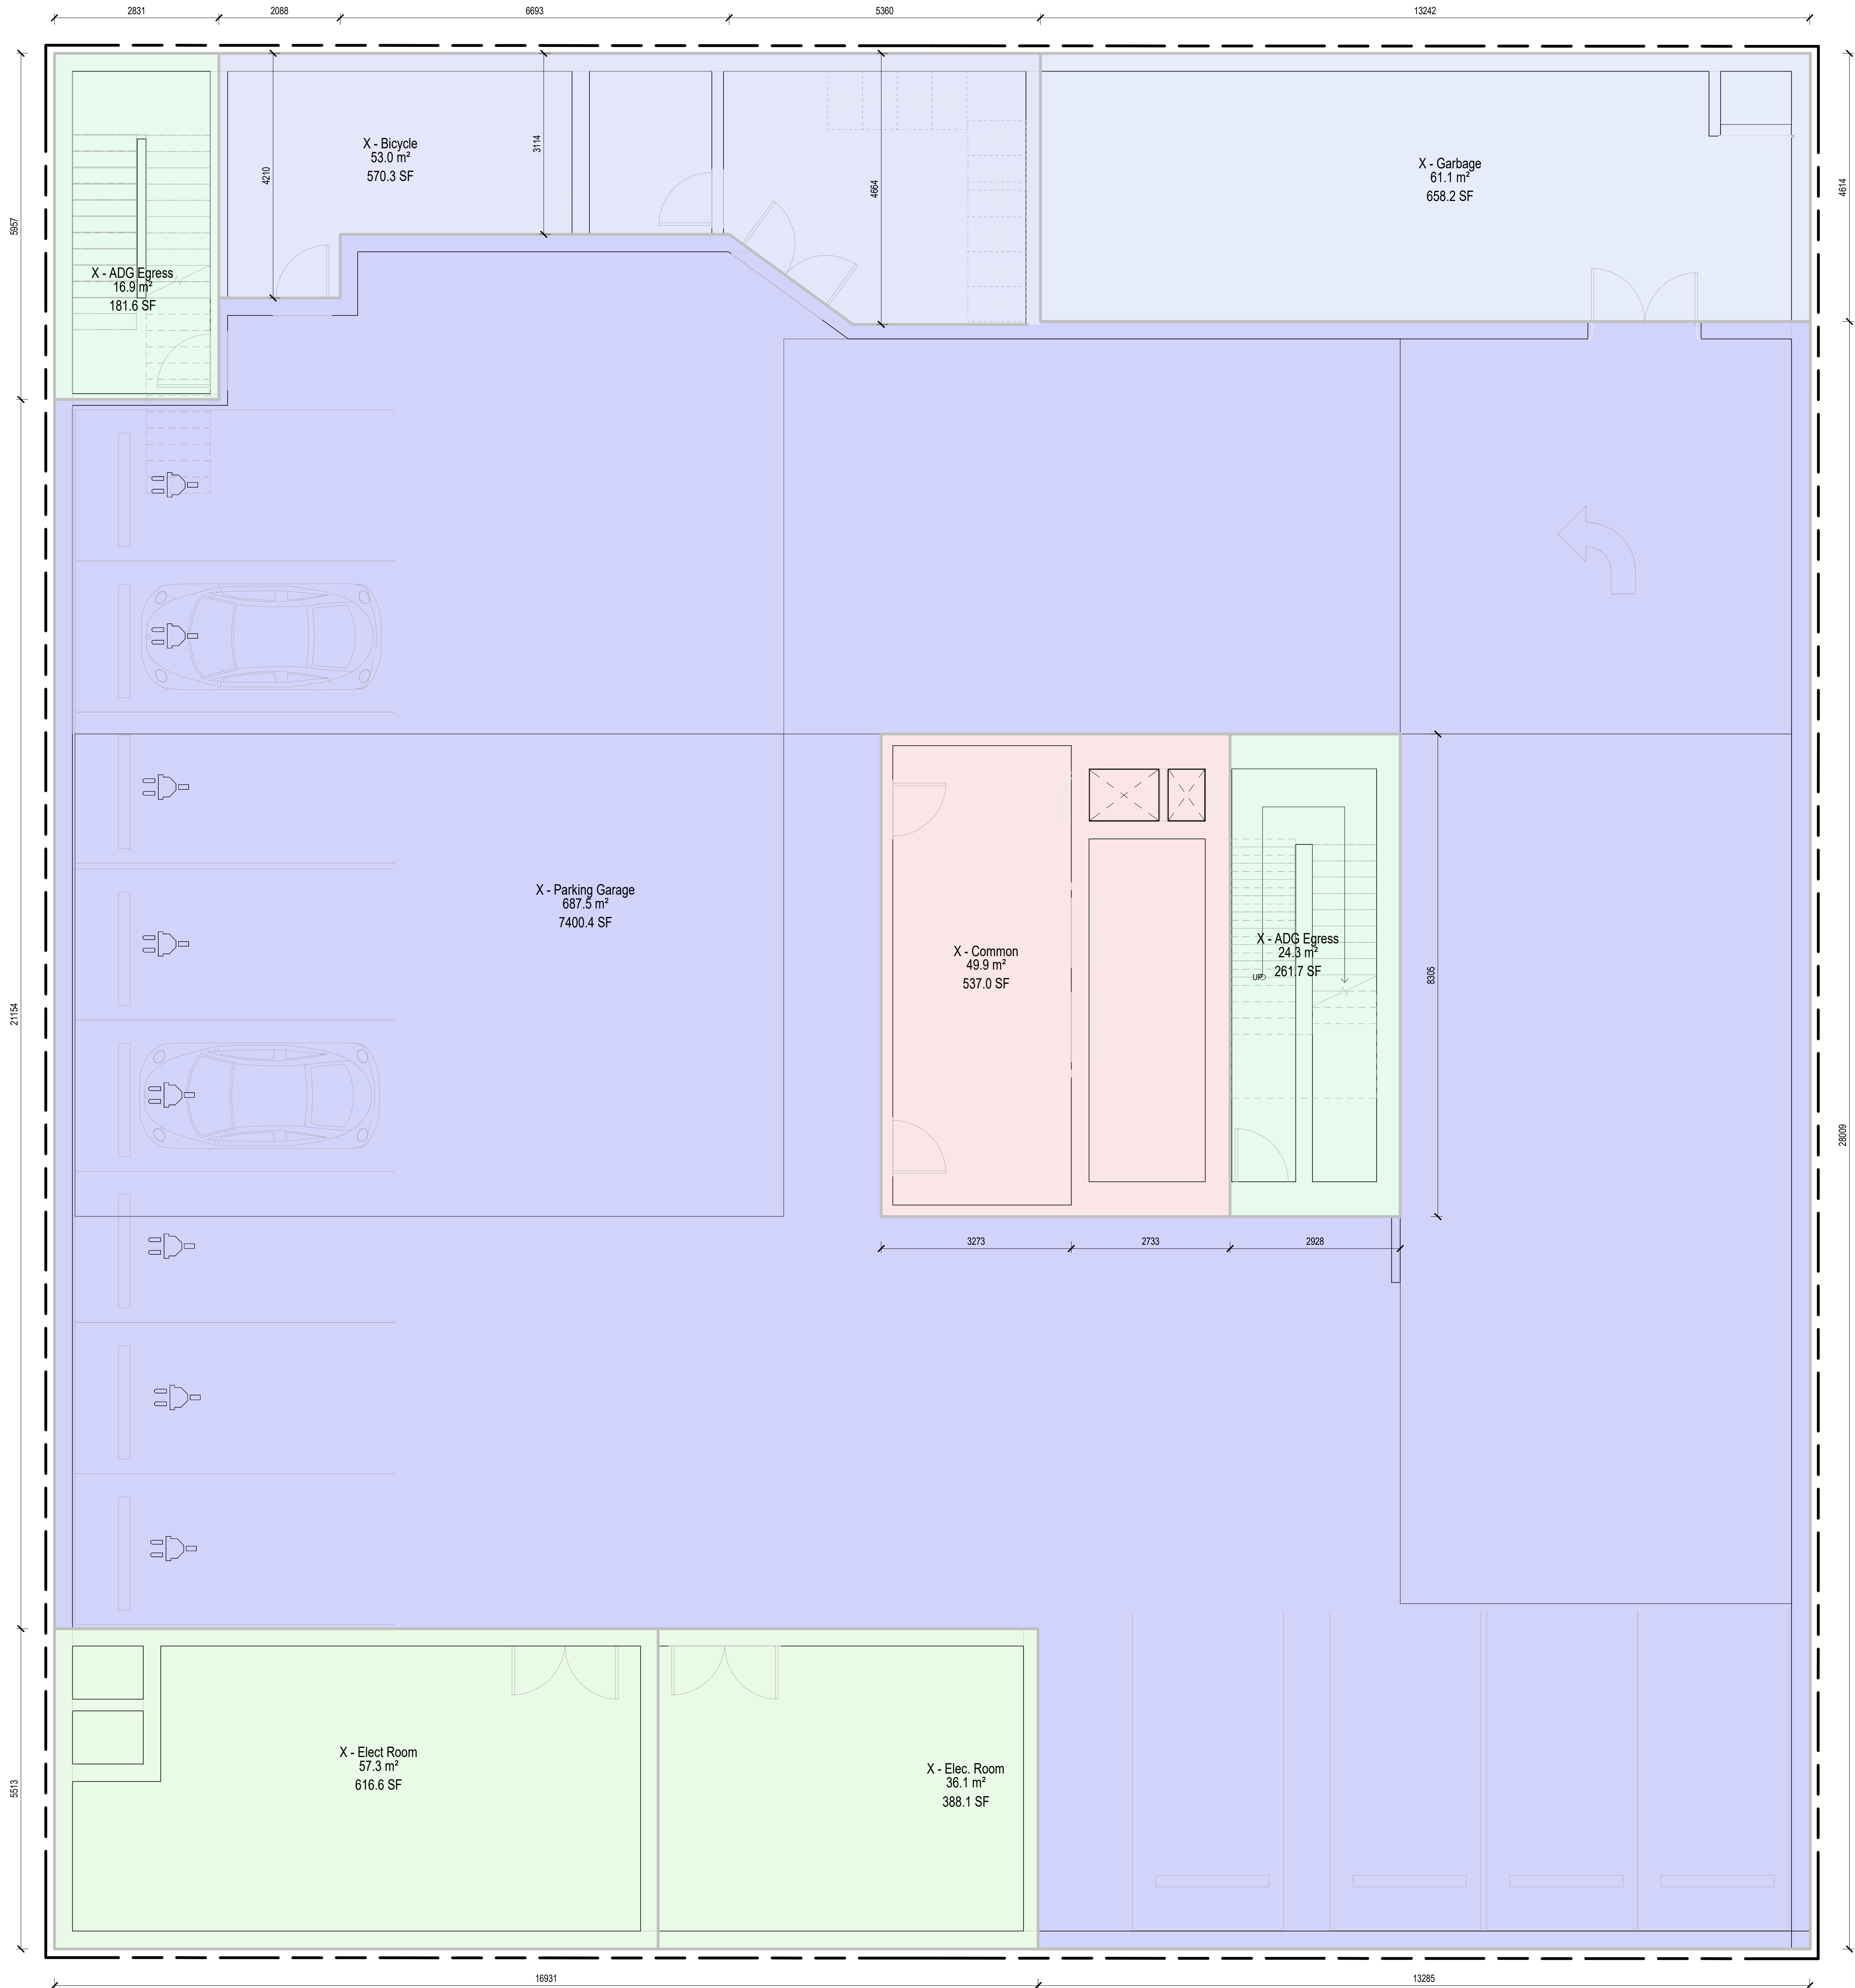 2831
2088
6693
5360
13242
X - Bicycle
53.0 m²
570.3 SF
3114
4210
4664
X - Garbage
61.1 m²
658.2 SF
4614
5957
X - ADG Egress
16.9 m²
181.6 SF
X - Parking Garage
687.5 m²
7400.4 SF
X - Common
49.9 m²
537.0 SF
X - ADG Egress
24.3 m²
261.7 SF
UP
8305
21154
28009
3273
2733
2928
X - Elect Room
57.3 m²
616.6 SF
X - Elec. Room
36.1 m²
388.1 SF
5513
16931
13285